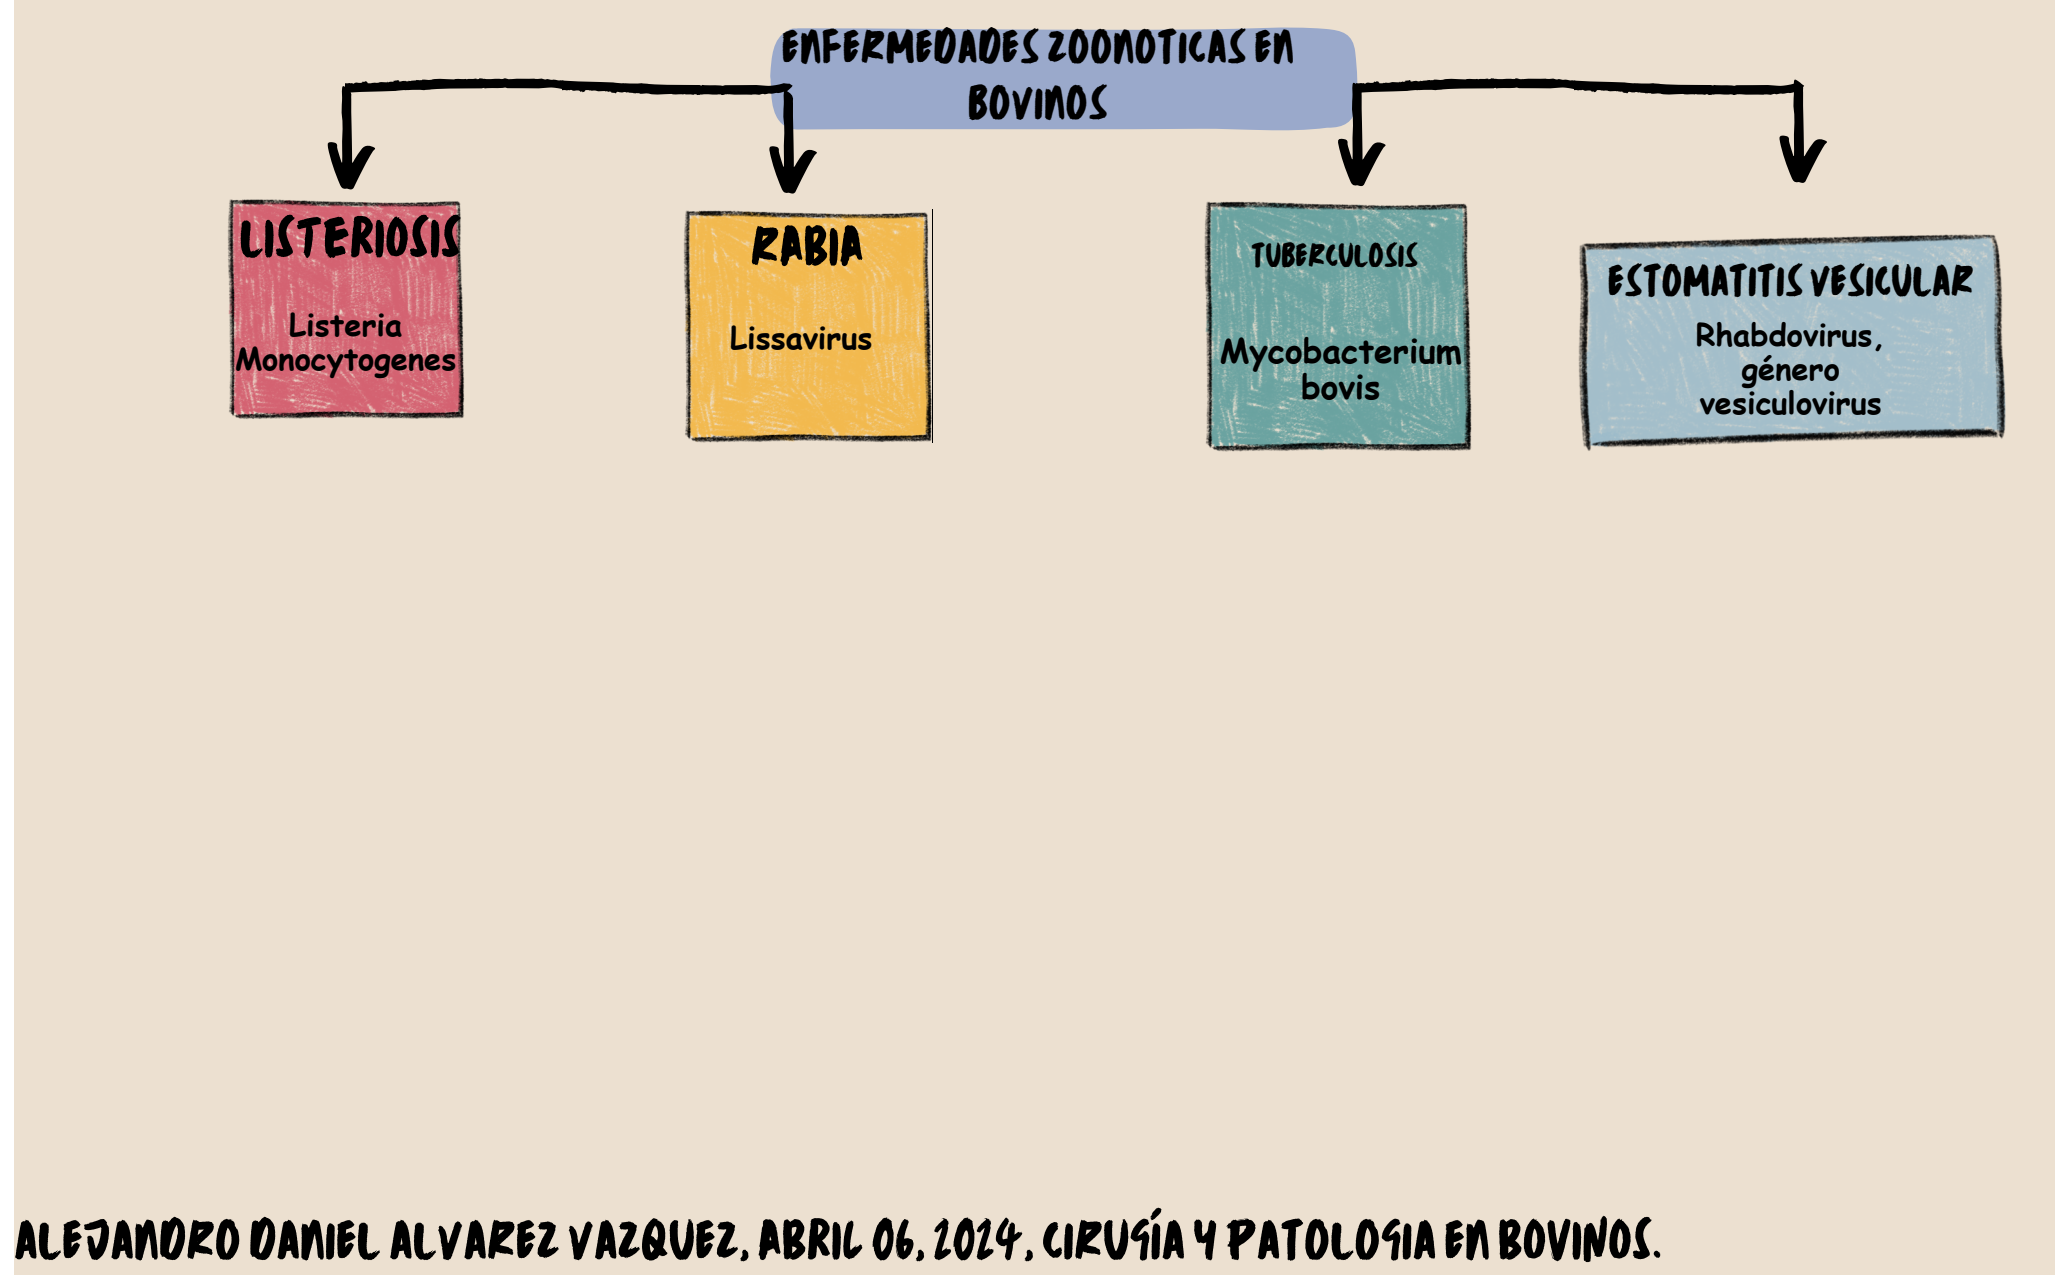 ENFERMEDADES ZOONOTICAS EN
BOVINOS
LISTERIOSIS
Listeria
Monocytogenes
RABIA
Lissavirus
TUBERCULOSIS
Mycobacterium
bovis
ESTOMATITIS VESICULAR
Rhabdovirus,
género
vesiculovirus
ALEJANDRO DANIEL ALVAREZ VAZQUEZ, ABRIL 06, 2024, CIRUGÍA Y PATOLOGIA EN BOVINOS.